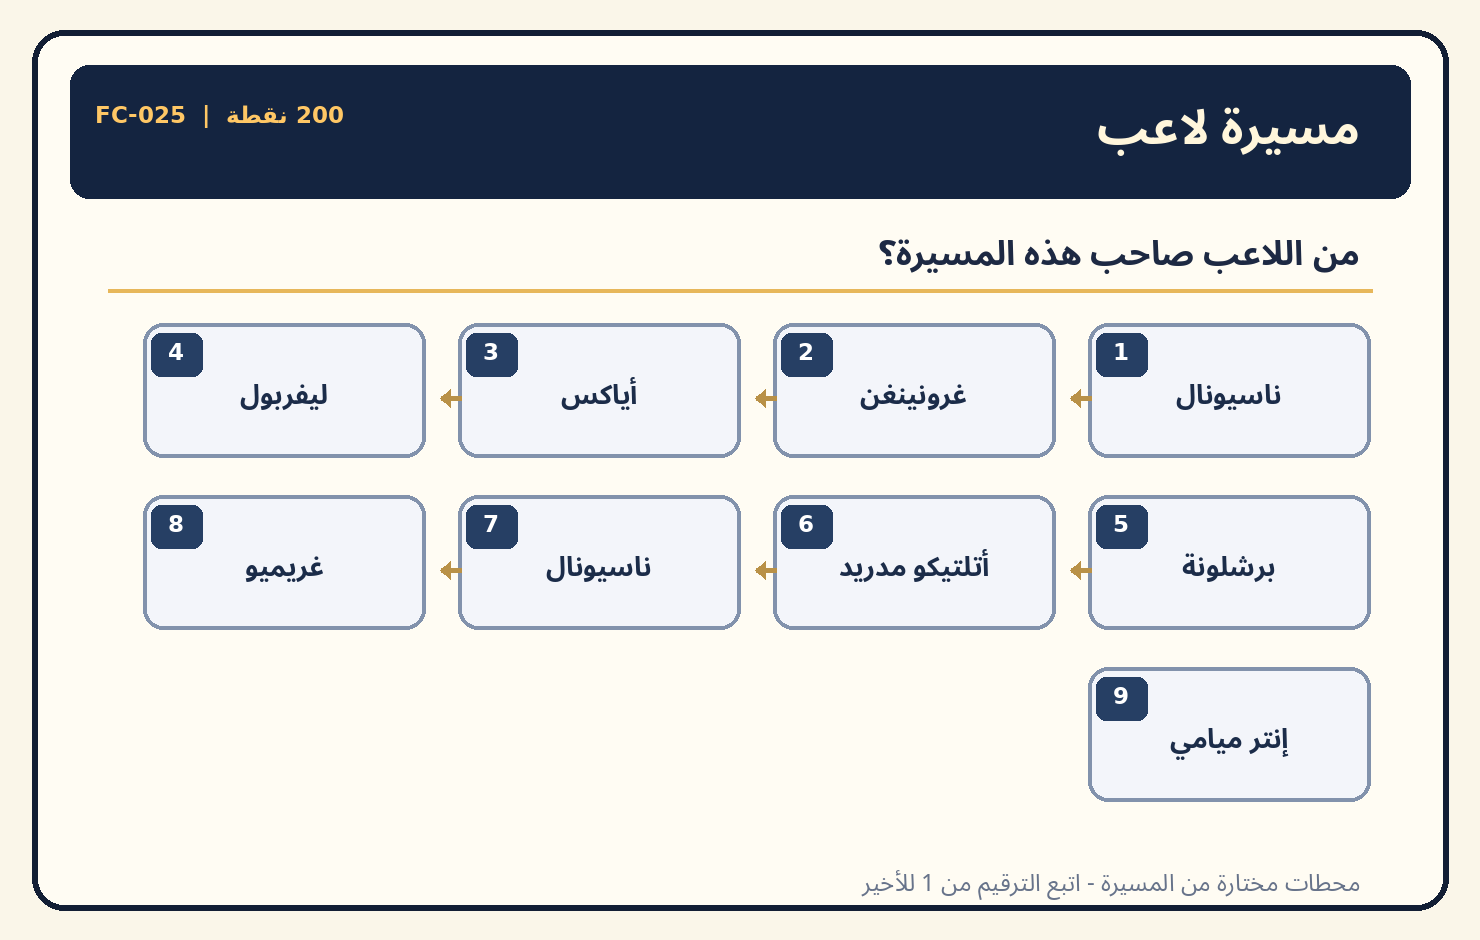 مسيرة لاعب
200 نقطة | FC-025
من اللاعب صاحب هذه المسيرة؟
1
ناسيونال
2
غرونينغن
3
أياكس
4
ليفربول
5
برشلونة
6
أتلتيكو مدريد
7
ناسيونال
8
غريميو
9
إنتر ميامي
محطات مختارة من المسيرة - اتبع الترقيم من 1 للأخير